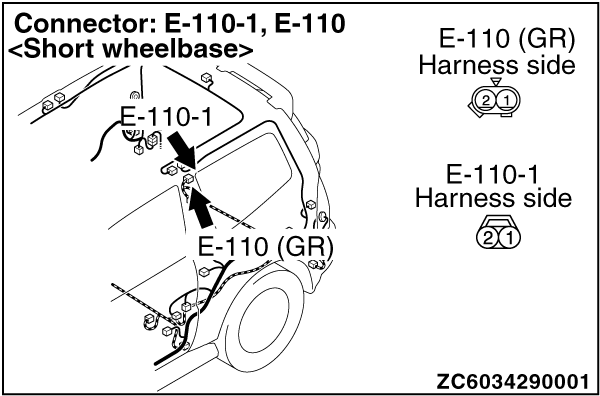 Connector: E-110-1, E-110
<Short wheelbase>
E-110 (GR)
Harness side
2 1
E-110-1
E-110-1
Harness side
2 1
E-110 (GR)
ZC6034290001